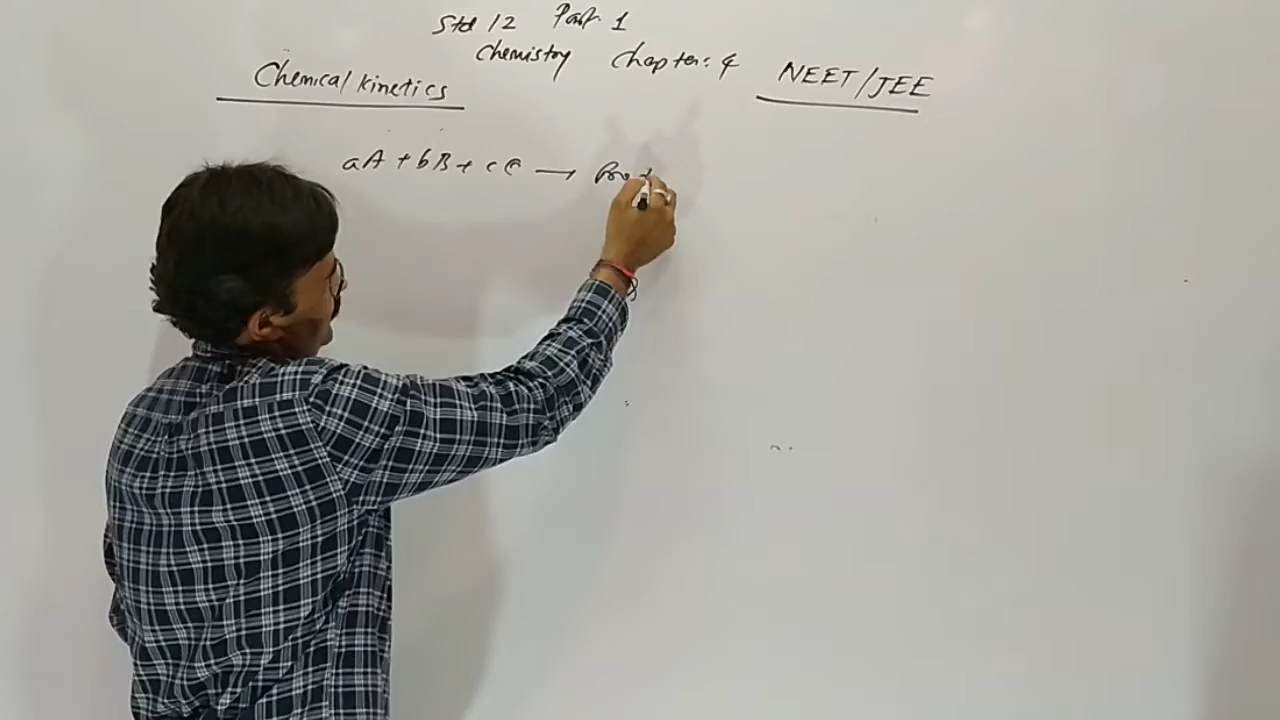 Std 12 Part 1
Chemistry Chapter: 4
NEET/JEE
Chemical kinetics
aA + bB + cC →